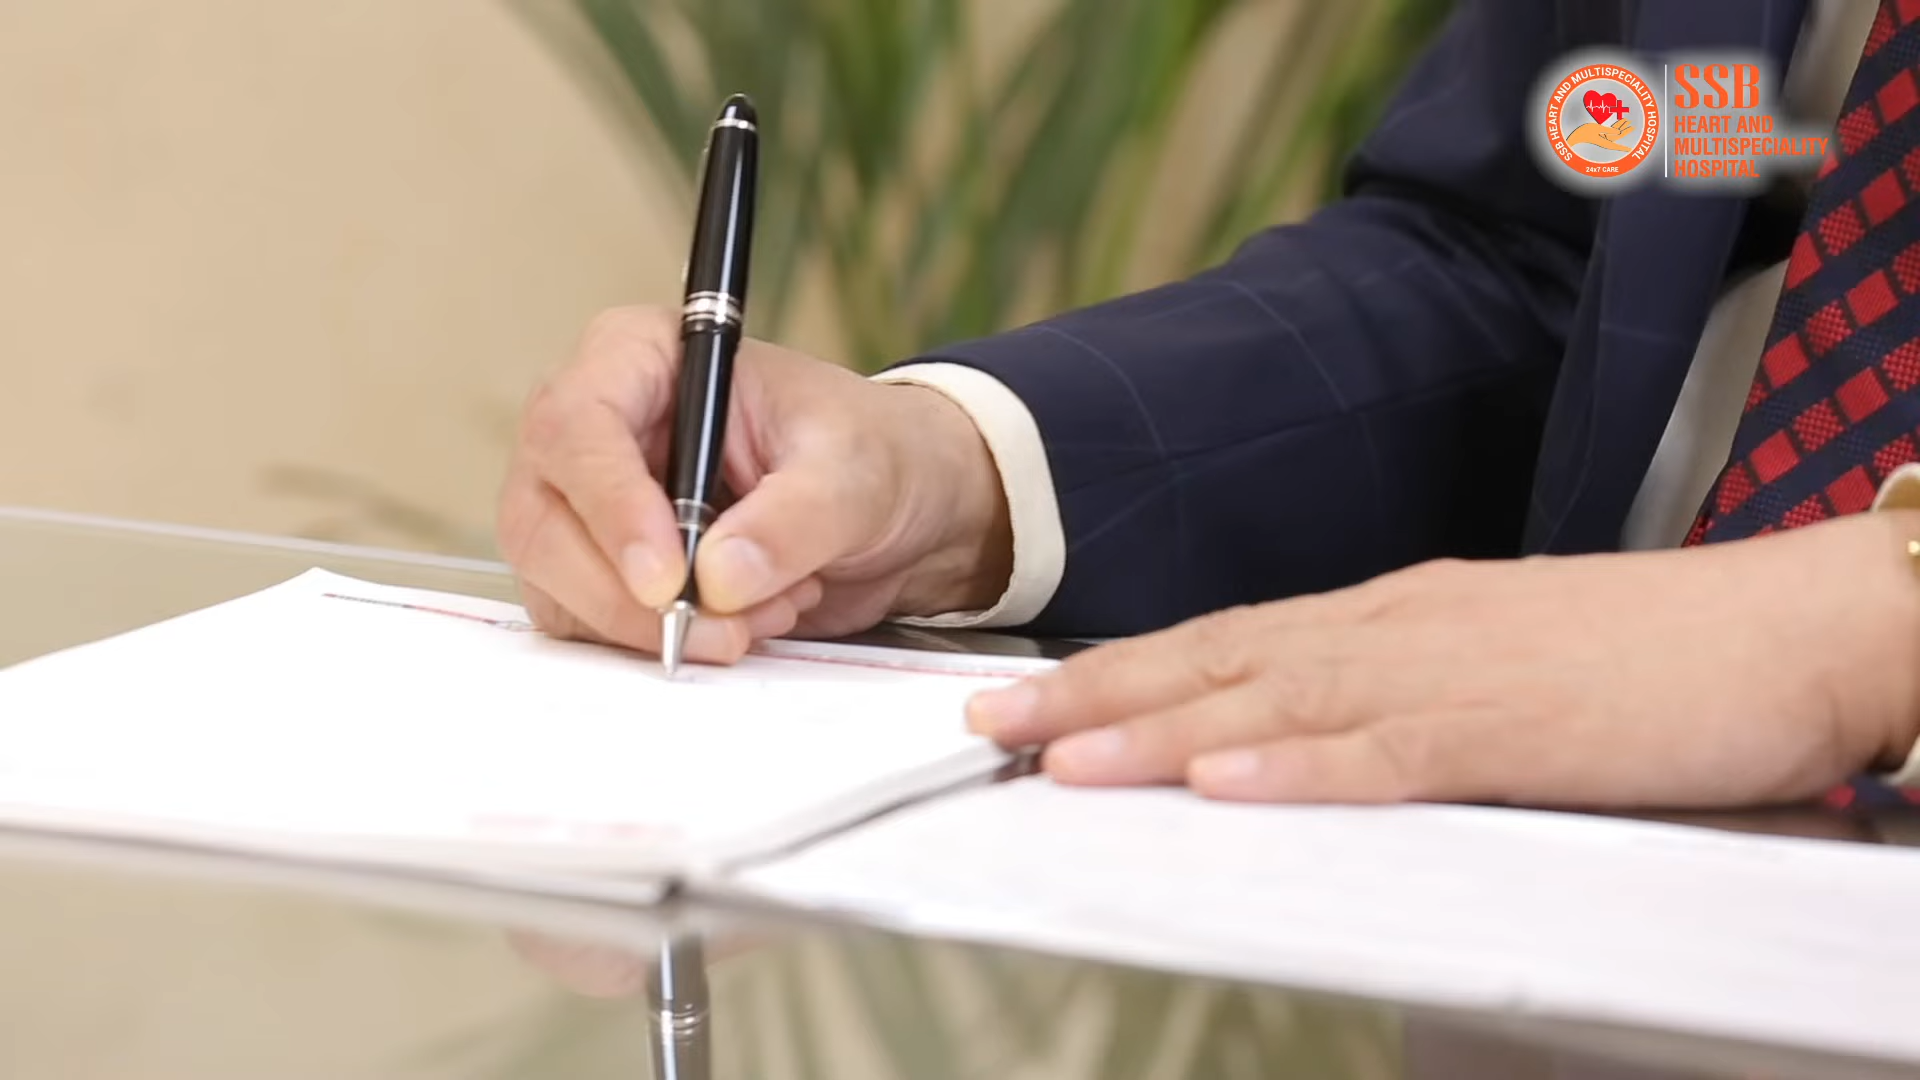 SSB HEART AND MULTISPECIALITY HOSPITAL
24x7 CARE
SSB
HEART AND
MULTISPECIALITY
HOSPITAL